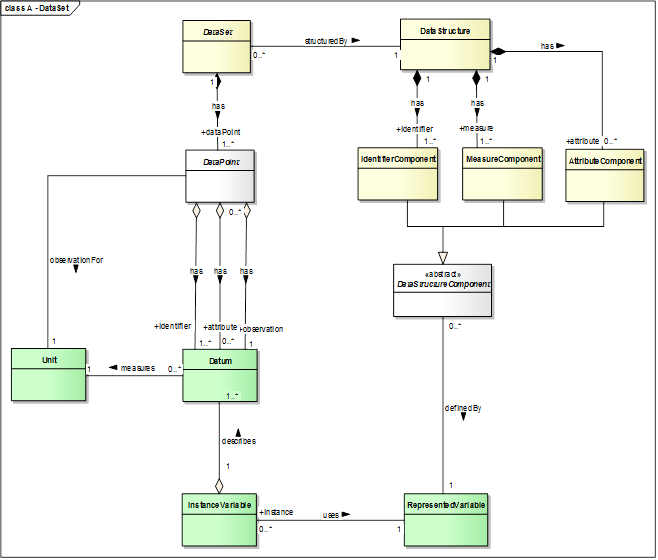 class A - DataSet
DataSet
structuredBy
0..*
1
DataStructure
has
1
1
has
+dataPoint
1..*
1
has
+identifier
1..*
1
has
+measure
1..*
+attribute 0..*
DataPoint
0..*
IdentifierComponent
MeasureComponent
AttributeComponent
observationFor
1
has
has
has
+identifier
1..*
+attribute
0..*
+observation
1
«abstract»
DataStructureComponent
0..*
Unit
1
measures
0..*
Datum
1..*
definedBy
1
describes
1
InstanceVariable
+instance
0..*
uses
1
RepresentedVariable